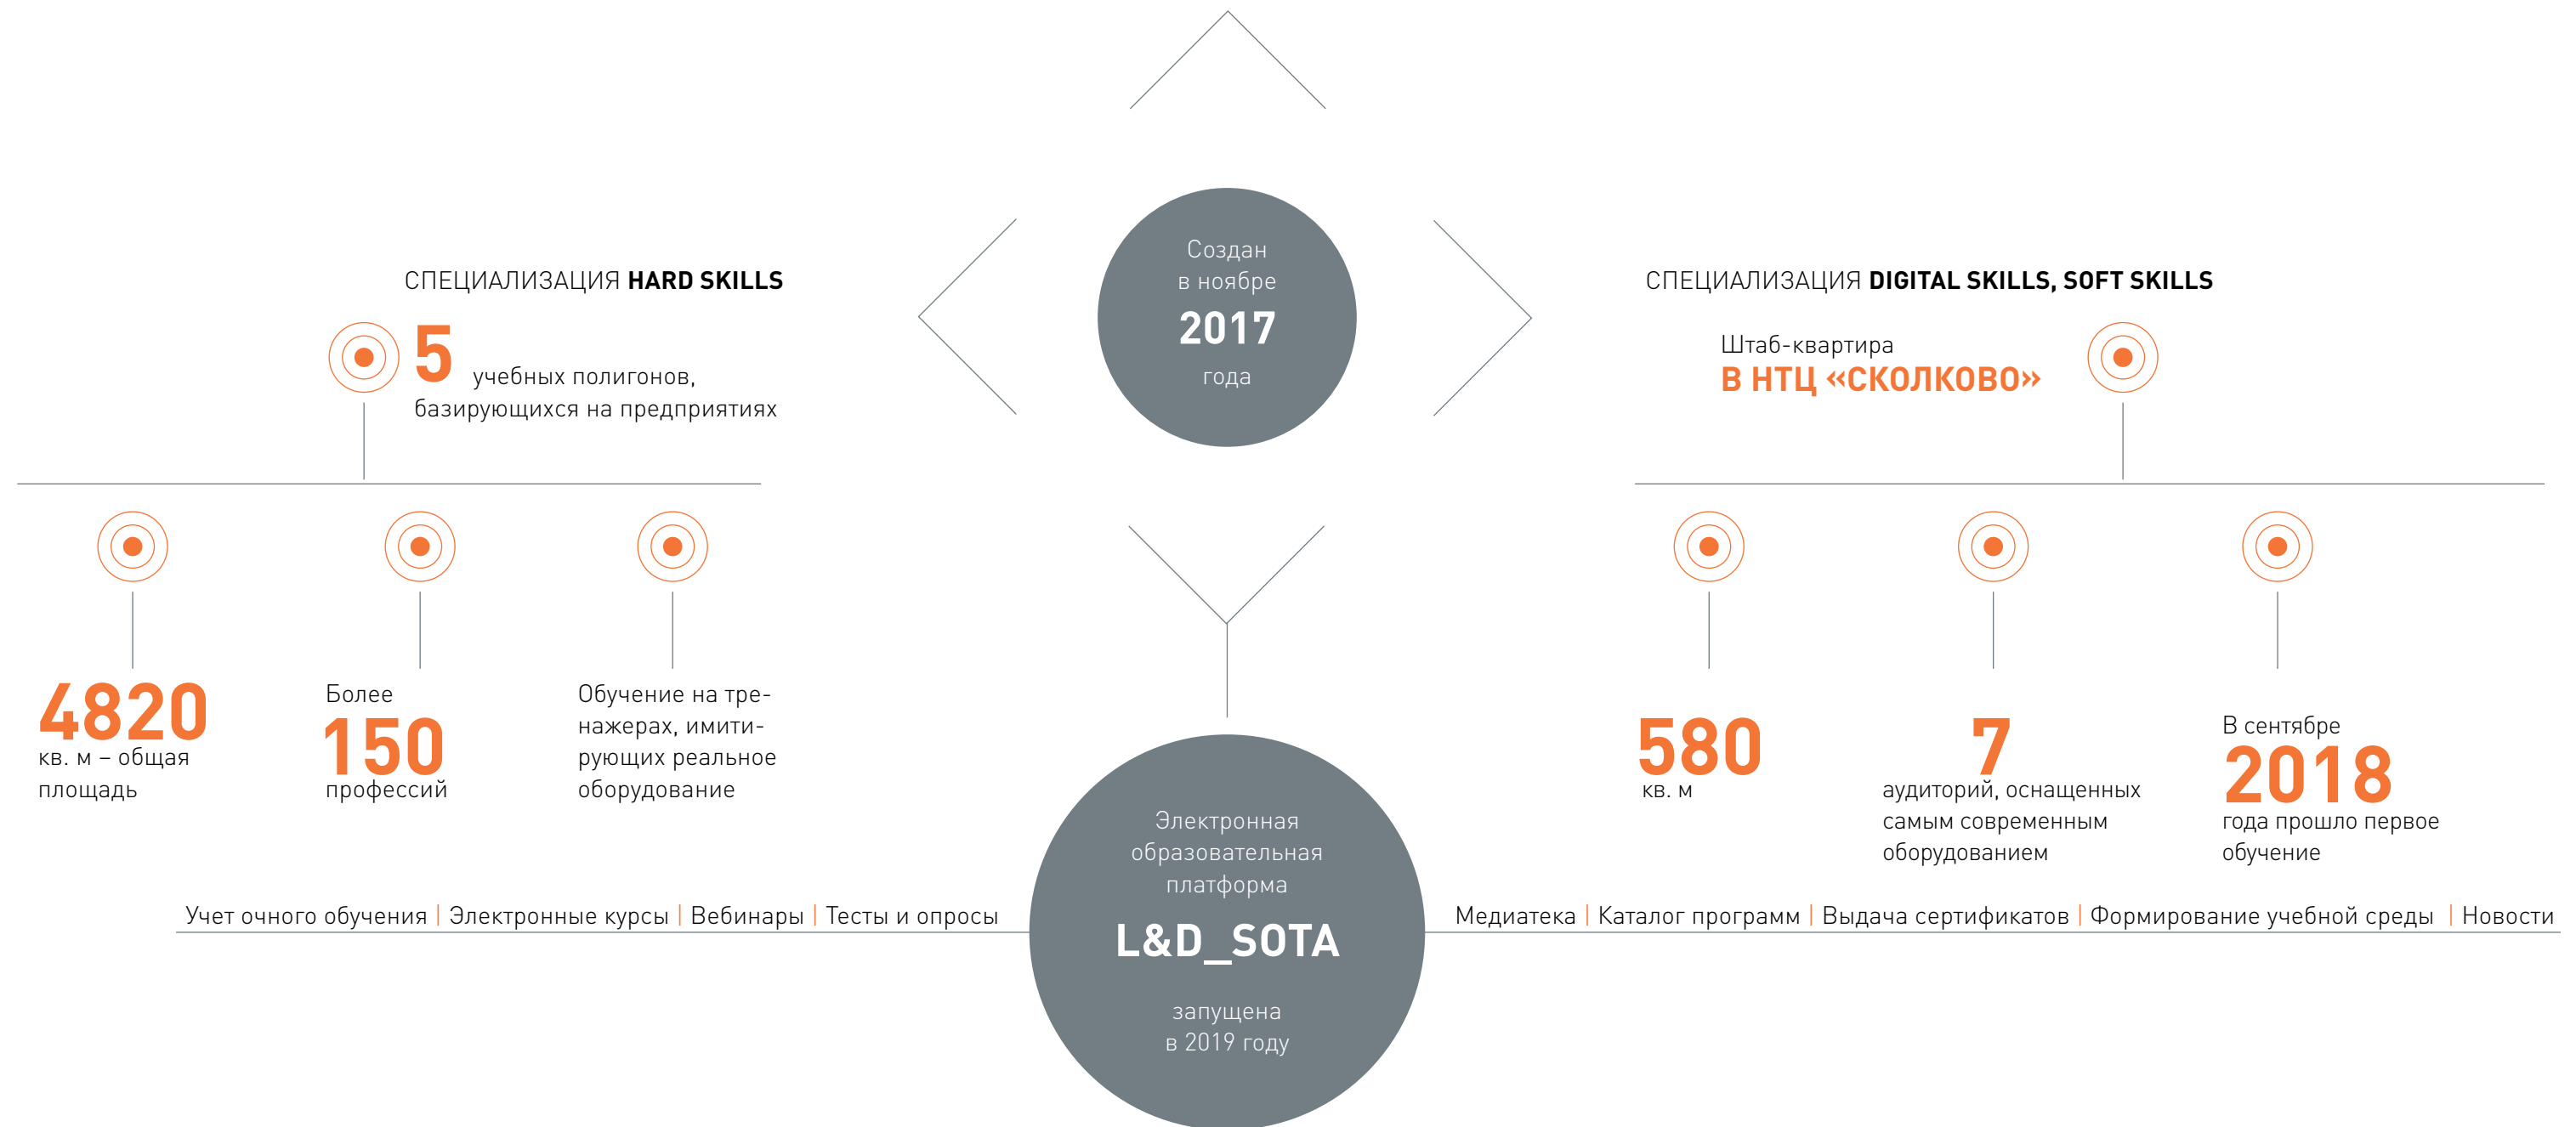 Создан
в ноябре
2017
года
СПЕЦИАЛИЗАЦИЯ HARD SKILLS
5 учебных полигонов,
базирующихся на предприятиях
4820
кв. м – общая
площадь
Более
150
профессий
Обучение на тре-
нажерах, имити-
рующих реальное
оборудование
СПЕЦИАЛИЗАЦИЯ DIGITAL SKILLS, SOFT SKILLS
Штаб-квартира
В НТЦ «СКОЛКОВО»
580
кв. м
7
аудиторий, оснащенных
самым современным
оборудованием
В сентябре
2018
года прошло первое
обучение
Электронная
образовательная
платформа
L&D_SOTA
запущена
в 2019 году
Учет очного обучения | Электронные курсы | Вебинары | Тесты и опросы
Медиатека | Каталог программ | Выдача сертификатов | Формирование учебной среды | Новости